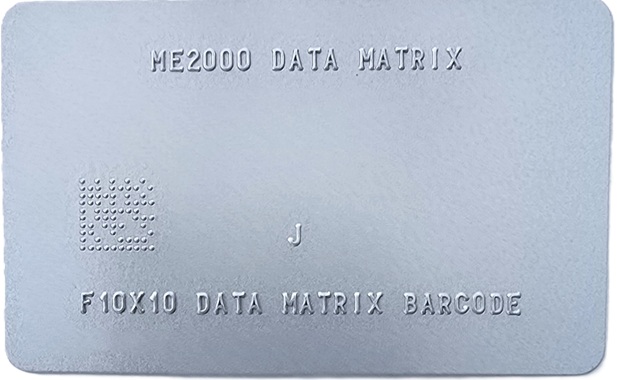 ME2000 DATA MATRIX
J
F10X10 DATA MATRIX BARCODE